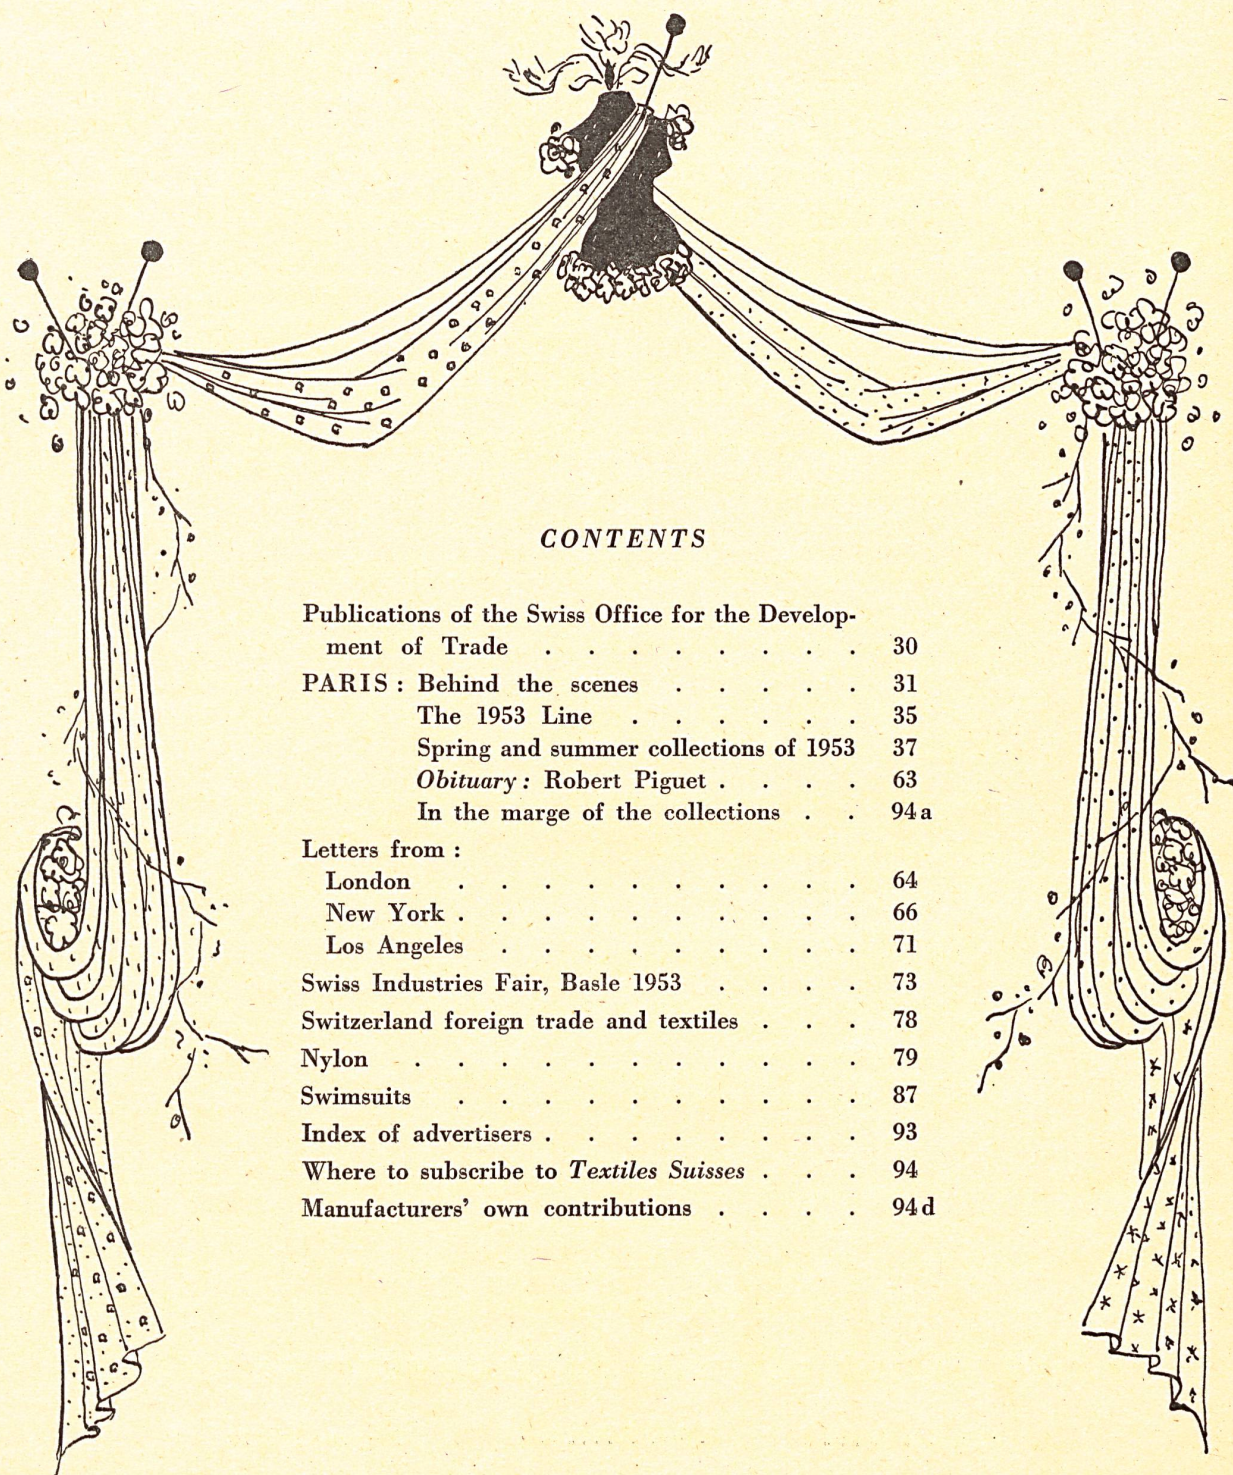 CONTENTS
Publications of the Swiss Office for the Develop-
ment of Trade . . . . . . . . 30
PARIS : Behind the scenes . . . . . 31
The 1953 Line . . . . . . 35
Spring and summer collections of 1953 37
Obituary : Robert Piguet . . . . 63
In the marge of the collections . . 94a
Letters from :
London . . . . . . . . . . 64
New York . . . . . . . . . . 66
Los Angeles . . . . . . . . . 71
Swiss Industries Fair, Basle 1953 . . . . 73
Switzerland foreign trade and textiles . . . 78
Nylon . . . . . . . . . . . 79
Swimsuits . . . . . . . . . . 87
Index of advertisers . . . . . . . . 93
Where to subscribe to Textiles Suisses . . . 94
Manufacturers’ own contributions . . . . 94d